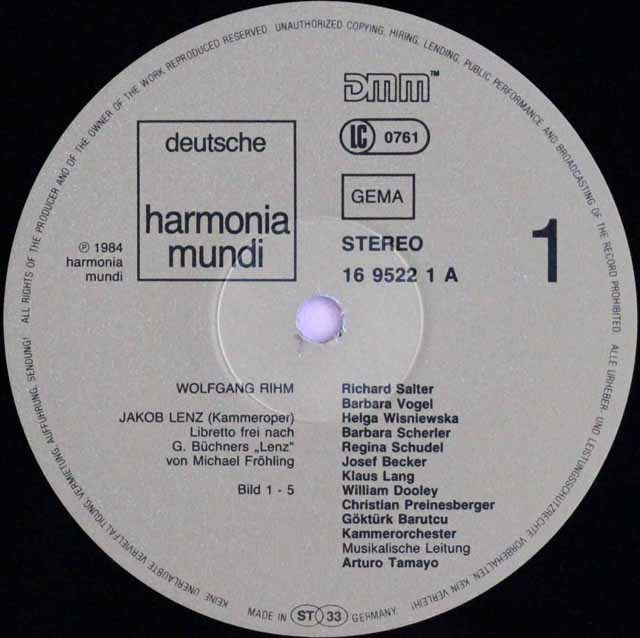 ALL RIGHTS OF THE PRODUCER AND OF THE OWNER OF THE WORK REPRODUCED RESERVED. UNAUTHORIZED COPYING, HIRING, LENDING, PUBLIC PERFORMANCE AND BROADCASTING OF THE RECORD PROHIBITED.
ALLE URHEBER- UND LEISTUNGSSCHUTZRECHTE VORBEHALTEN. KEIN VERLEIH! KEINE UNERLAUBTE VERVIELFÄLTIGUNG, VERMIETUNG, AUFFÜHRUNG, SENDUNG!
DMM™
LC 0761
deutsche
harmonia
mundi
GEMA
℗ 1984
harmonia
mundi
STEREO
16 9522 1 A
1
WOLFGANG RIHM
JAKOB LENZ (Kammeroper)
Libretto frei nach
G. Büchners „Lenz"
von Michael Fröhling
Bild 1 - 5
Richard Salter
Barbara Vogel
Helga Wisniewska
Barbara Scherler
Regina Schudel
Josef Becker
Klaus Lang
William Dooley
Christian Preinesberger
Göktürk Barutcu
Kammerorchester
Musikalische Leitung
Arturo Tamayo
MADE IN ST 33 GERMANY